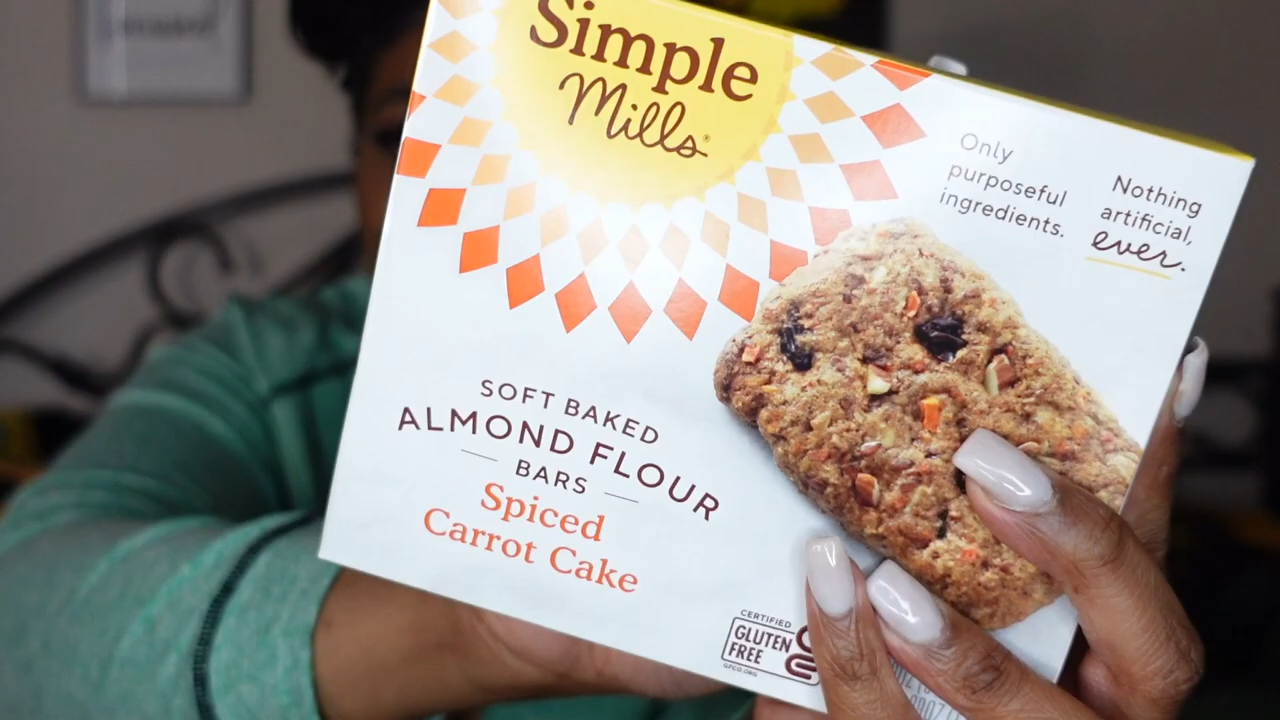 Simple
Mills®
Only
purposeful
ingredients.
Nothing
artificial,
ever.
SOFT BAKED
ALMOND FLOUR
BARS
Spiced
Carrot Cake
CERTIFIED
GLUTEN
FREE
GFCO.ORG